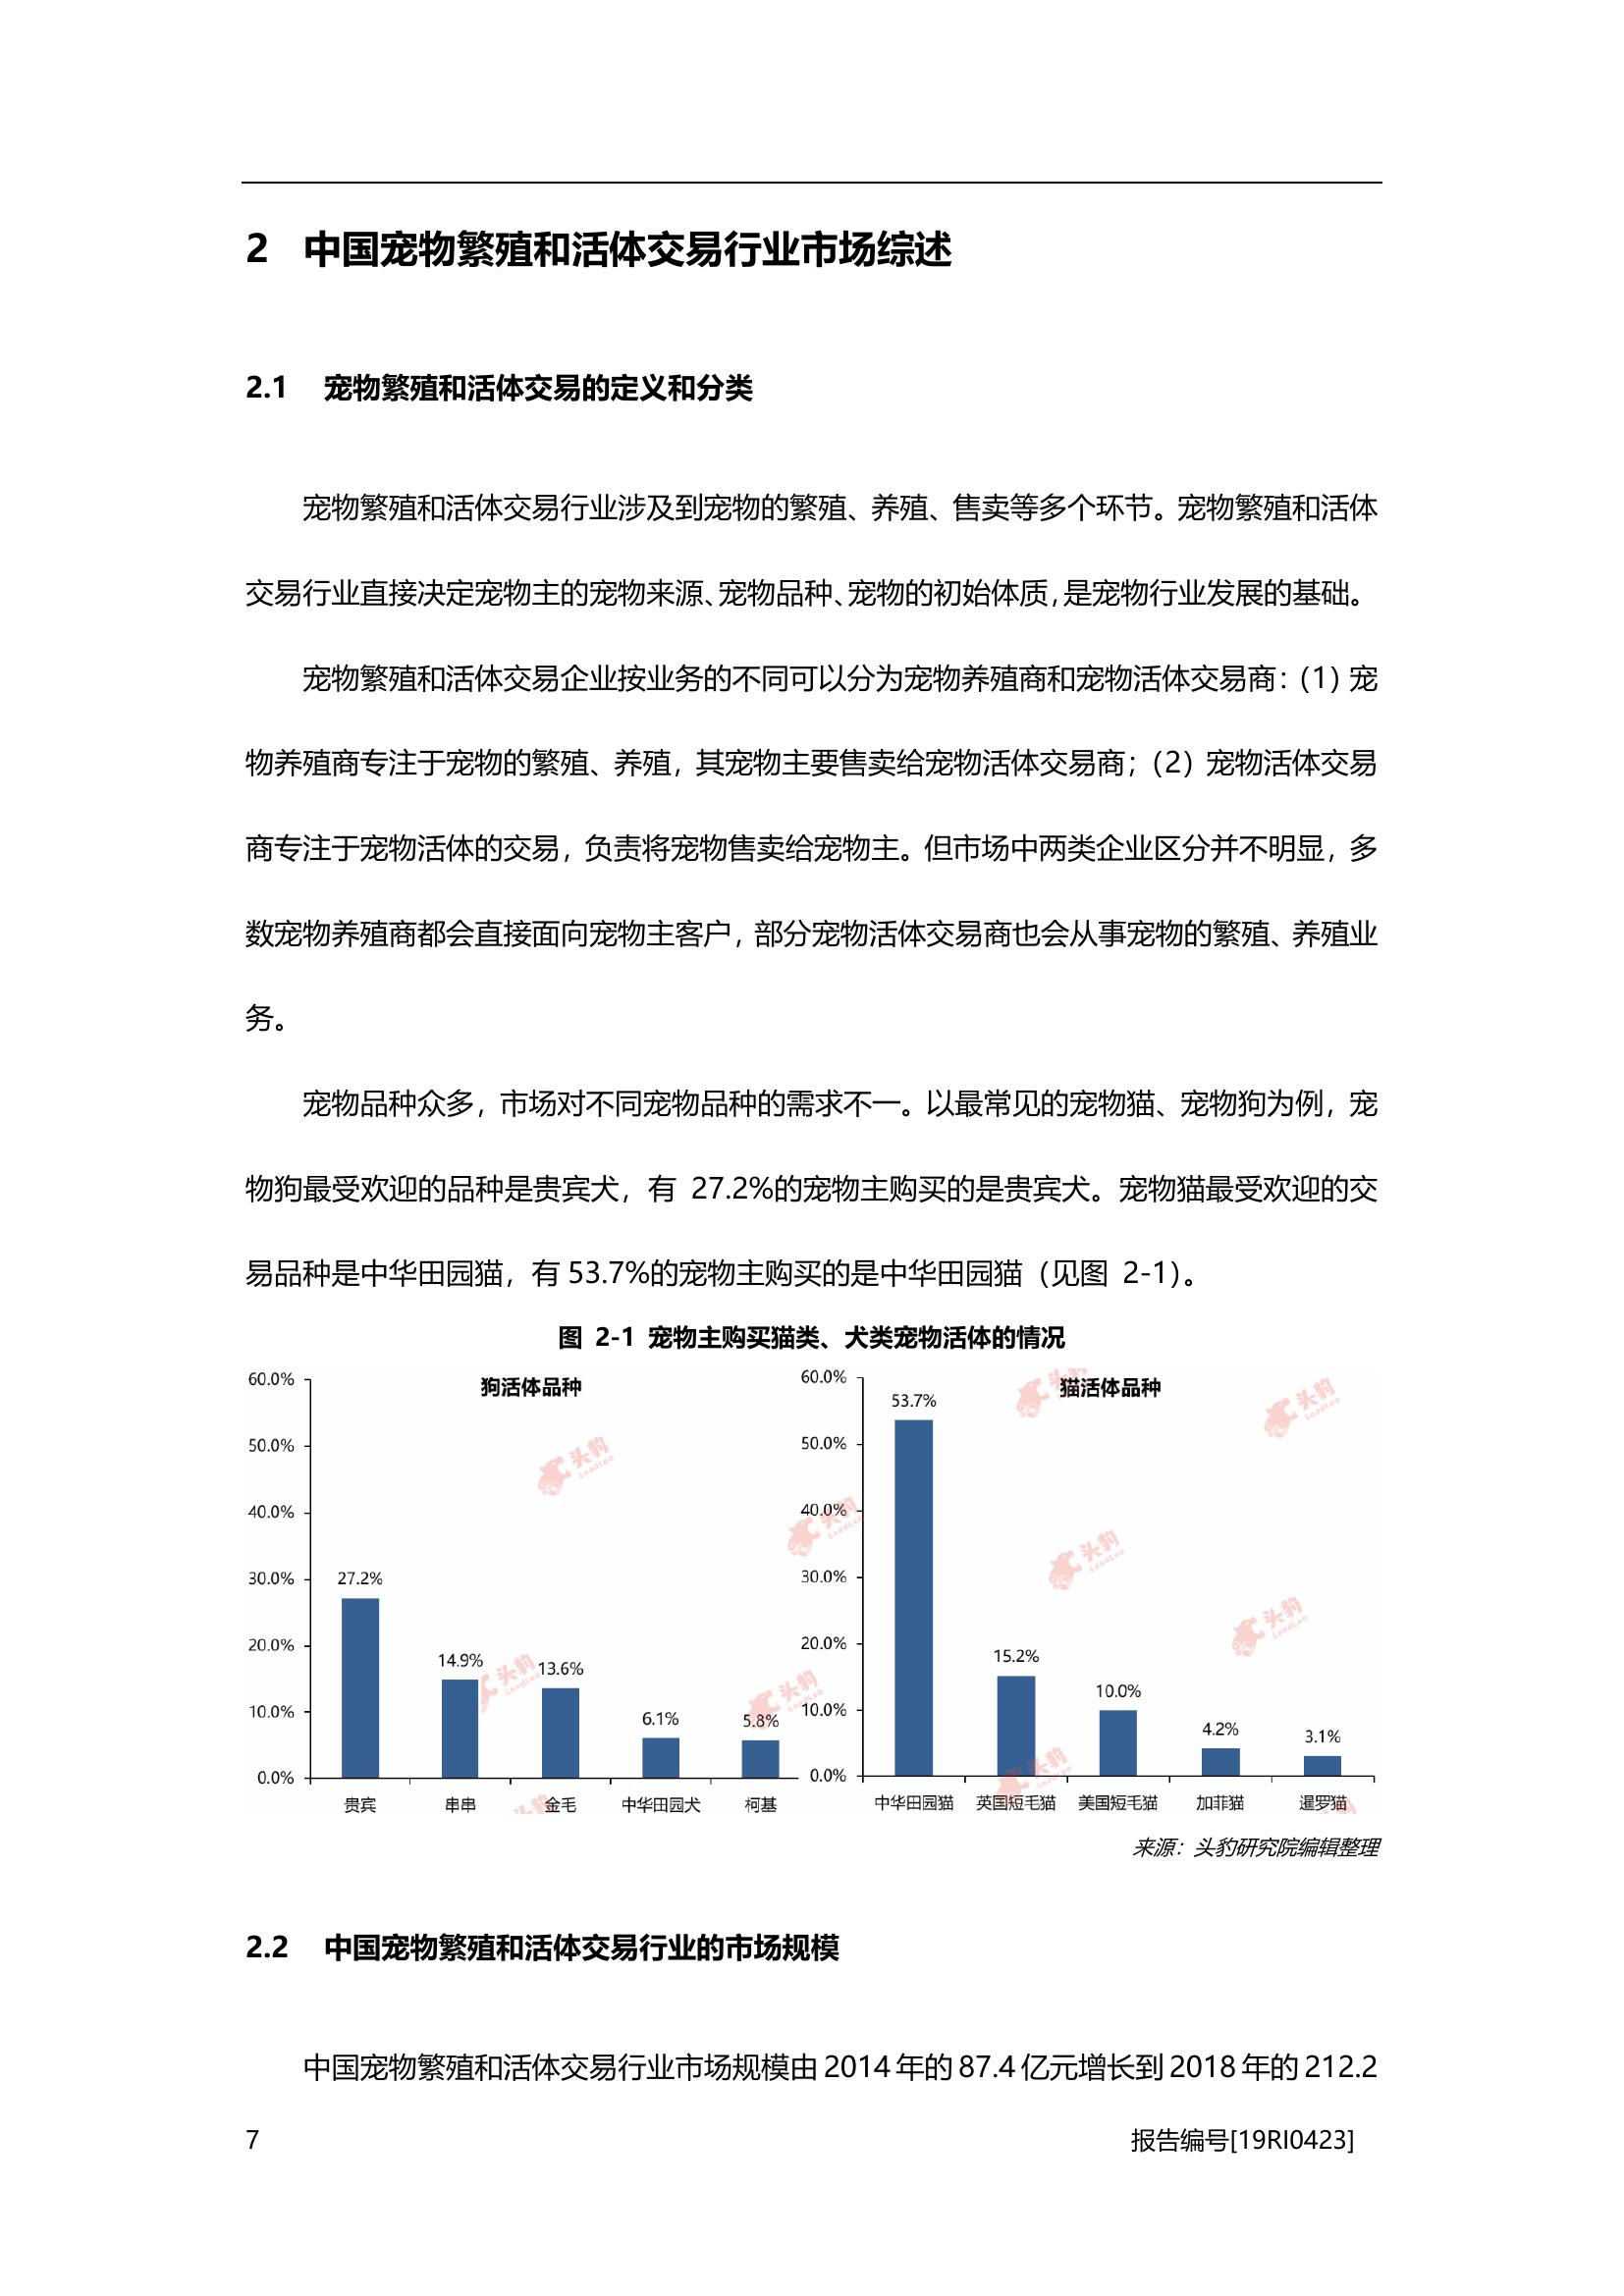 2 中国宠物繁殖和活体交易行业市场综述
2.1 宠物繁殖和活体交易的定义和分类
宠物繁殖和活体交易行业涉及到宠物的繁殖、养殖、售卖等多个环节。宠物繁殖和活体
交易行业直接决定宠物主的宠物来源、宠物品种、宠物的初始体质，是宠物行业发展的基础。
宠物繁殖和活体交易企业按业务的不同可以分为宠物养殖商和宠物活体交易商：（1）宠
物养殖商专注于宠物的繁殖、养殖，其宠物主要售卖给宠物活体交易商；（2）宠物活体交易
商专注于宠物活体的交易，负责将宠物售卖给宠物主。但市场中两类企业区分并不明显，多
数宠物养殖商都会直接面向宠物主客户，部分宠物活体交易商也会从事宠物的繁殖、养殖业
务。
宠物品种众多，市场对不同宠物品种的需求不一。以最常见的宠物猫、宠物狗为例，宠
物狗最受欢迎的品种是贵宾犬，有 27.2%的宠物主购买的是贵宾犬。宠物猫最受欢迎的交
易品种是中华田园猫，有 53.7%的宠物主购买的是中华田园猫（见图 2-1）。
图 2-1 宠物主购买猫类、犬类宠物活体的情况
狗活体品种
60.0%
50.0%
40.0%
30.0%
20.0%
10.0%
0.0%
27.2%
14.9%
13.6%
6.1%
5.8%
贵宾 串串 金毛 中华田园犬 柯基
猫活体品种
60.0%
50.0%
40.0%
30.0%
20.0%
10.0%
0.0%
53.7%
15.2%
10.0%
4.2%
3.1%
中华田园猫 英国短毛猫 美国短毛猫 加菲猫 暹罗猫
头豹
LeadLeo
来源：头豹研究院编辑整理
2.2 中国宠物繁殖和活体交易行业的市场规模
中国宠物繁殖和活体交易行业市场规模由 2014 年的 87.4 亿元增长到 2018 年的 212.2
7 报告编号[19RI0423]